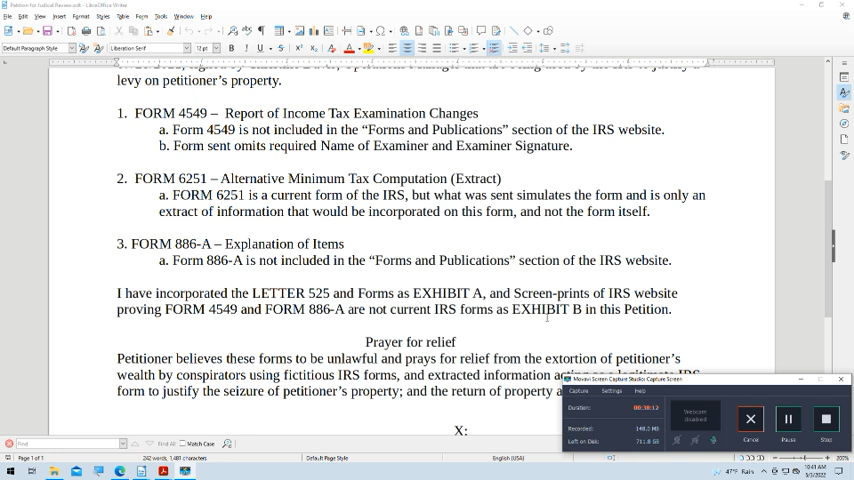 Petition for Judicial Review.odt - LibreOffice Writer
File Edit View Insert Format Styles Table Form Tools Window Help
Default Paragraph Style Liberation Serif 12 pt
levy on petitioner's property.
1. FORM 4549 – Report of Income Tax Examination Changes
a. Form 4549 is not included in the “Forms and Publications” section of the IRS website.
b. Form sent omits required Name of Examiner and Examiner Signature.
2. FORM 6251 – Alternative Minimum Tax Computation (Extract)
a. FORM 6251 is a current form of the IRS, but what was sent simulates the form and is only an
extract of information that would be incorporated on this form, and not the form itself.
3. FORM 886-A – Explanation of Items
a. Form 886-A is not included in the “Forms and Publications” section of the IRS website.
I have incorporated the LETTER 525 and Forms as EXHIBIT A, and Screen-prints of IRS website
proving FORM 4549 and FORM 886-A are not current IRS forms as EXHIBIT B in this Petition.
Prayer for relief
Petitioner believes these forms to be unlawful and prays for relief from the extortion of petitioner's
wealth by conspirators using fictitious IRS forms, and extracted information
form to justify the seizure of petitioner's property; and the return of property
X:
Movavi Screen Capture Studio: Capture Screen
Capture Settings Help
Duration: 00:38:12
Recorded: 148.0 MB
Left on Disk: 711.8 GB
Webcam
disabled
Cancel Pause Stop
Find Find All Match Case
Page 1 of 1 242 words, 1,481 characters Default Page Style English (USA) 200%
47°F Rain 10:41 AM
5/3/2022